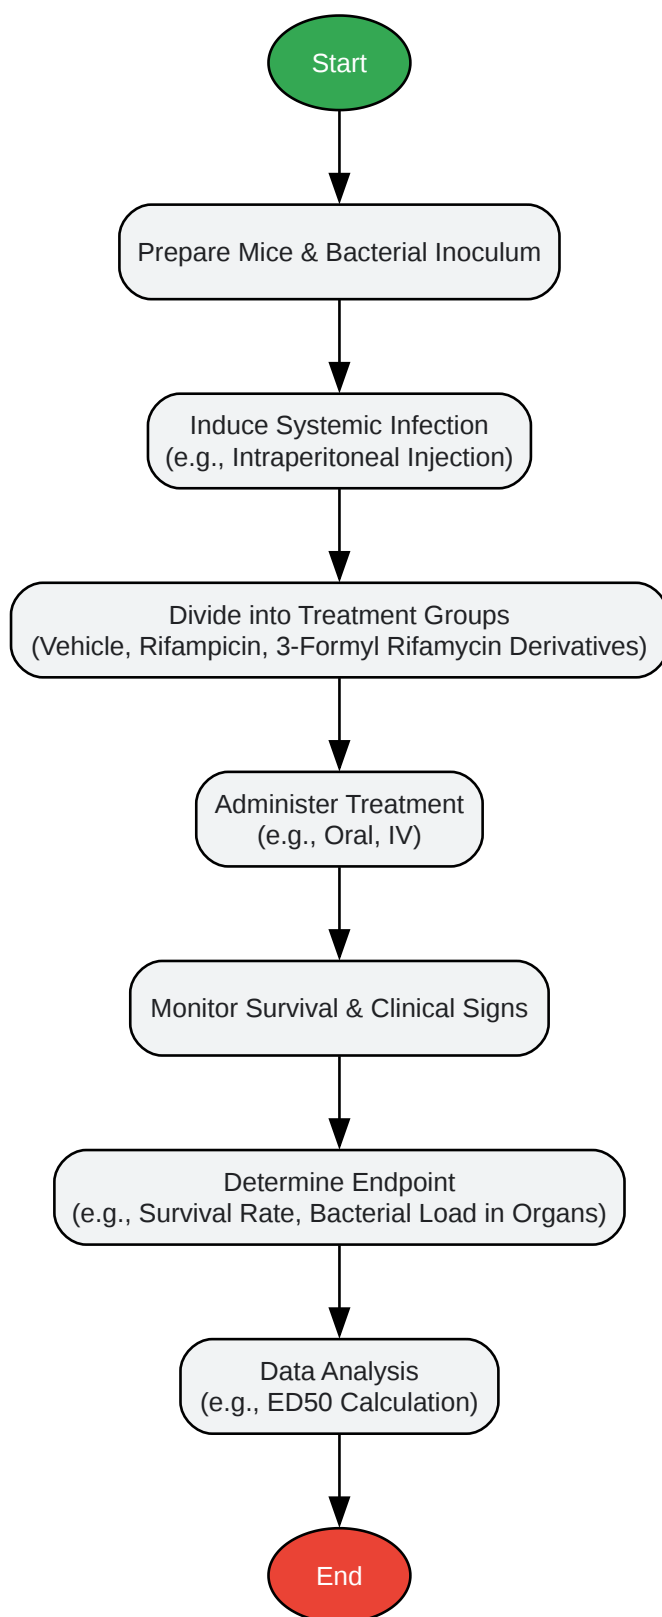 Start
Prepare Mice & Bacterial Inoculum
Induce Systemic Infection
(e.g., Intraperitoneal Injection)
Divide into Treatment Groups
(Vehicle, Rifampicin, 3-Formyl Rifamycin Derivatives)
Administer Treatment
(e.g., Oral, IV)
Monitor Survival & Clinical Signs
Determine Endpoint
(e.g., Survival Rate, Bacterial Load in Organs)
Data Analysis
(e.g., ED50 Calculation)
End